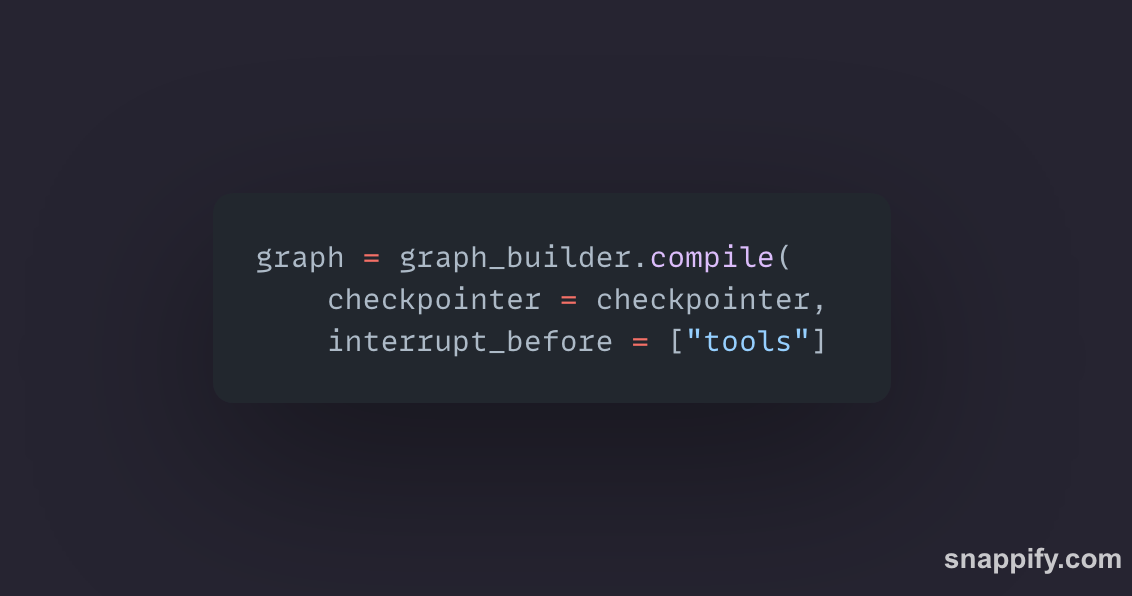 graph = graph_builder.compile(
    checkpointer = checkpointer,
    interrupt_before = ["tools"]
snappify.com